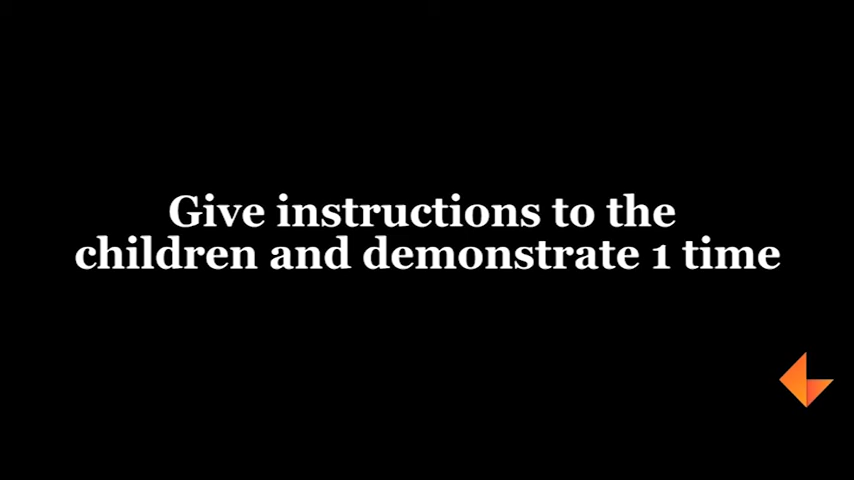 Give instructions to the
children and demonstrate 1 time